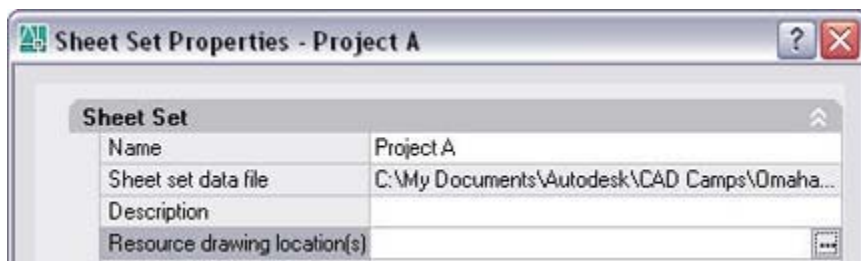 Sheet Set Properties - Project A
Sheet Set
Name Project A
Sheet set data file C:\My Documents\Autodesk\CAD Camps\Omaha...
Description
Resource drawing location(s)